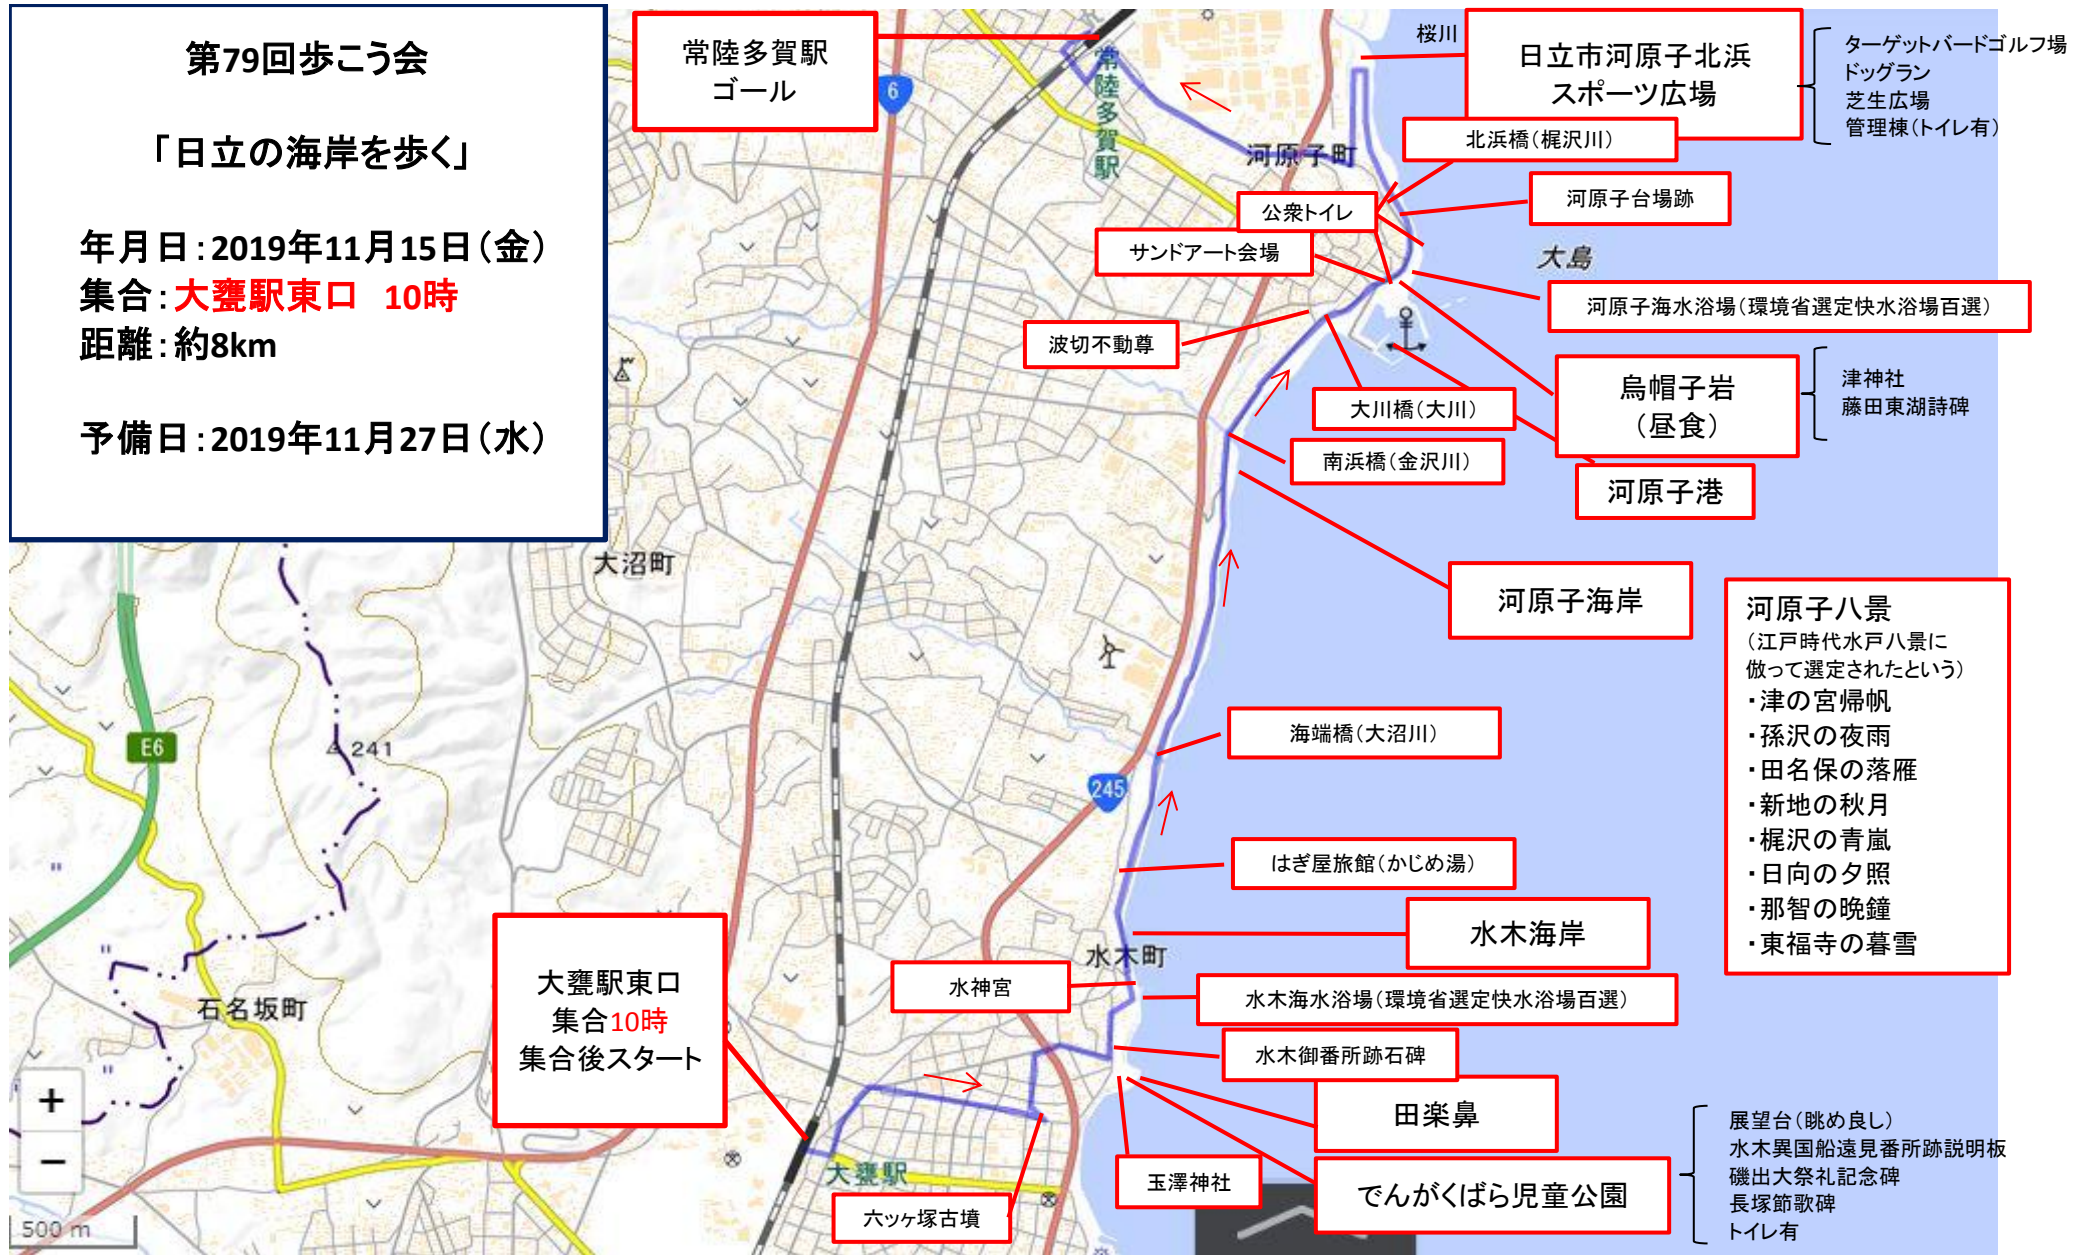 第79回歩こう会
「日立の海岸を歩く」
年月日：2019年11月15日（金）
集合：大甕駅東口　10時
距離：約8km
予備日：2019年11月27日（水）
常陸多賀駅
ゴール
6
常陸多賀駅
桜川
日立市河原子北浜
スポーツ広場
ターゲットバードゴルフ場
ドッグラン
芝生広場
管理棟（トイレ有）
北浜橋（梶沢川）
河原子町
公衆トイレ
河原子台場跡
サンドアート会場
大島
河原子海水浴場（環境省選定快水浴場百選）
波切不動尊
烏帽子岩
（昼食）
津神社
藤田東湖詩碑
大川橋（大川）
南浜橋（金沢川）
河原子港
大沼町
河原子海岸
河原子八景
（江戸時代水戸八景に
倣って選定されたという）
・津の宮帰帆
・孫沢の夜雨
・田名保の落雁
・新地の秋月
・梶沢の青嵐
・日向の夕照
・那智の晩鐘
・東福寺の暮雪
海端橋（大沼川）
E6
241
245
はぎ屋旅館（かじめ湯）
水木海岸
水木町
水神宮
水木海水浴場（環境省選定快水浴場百選）
大甕駅東口
集合10時
集合後スタート
石名坂町
水木御番所跡石碑
田楽鼻
玉澤神社
でんがくばら児童公園
展望台（眺め良し）
水木異国船遠見番所跡説明板
磯出大祭礼記念碑
長塚節歌碑
トイレ有
大甕駅
六ッヶ塚古墳
+
−
500 m